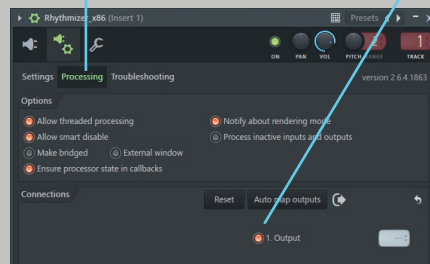 Rhythmizer_x86 (Insert 1) Presets
ON PAN VOL PITCH RANGE TRACK
2 1
Settings Processing Troubleshooting version 2.6.4.1863
Options
Allow threaded processing Notify about rendering mode
Allow smart disable Process inactive inputs and outputs
Make bridged External window
Ensure processor state in callbacks
Connections Reset Auto map outputs
1. Output